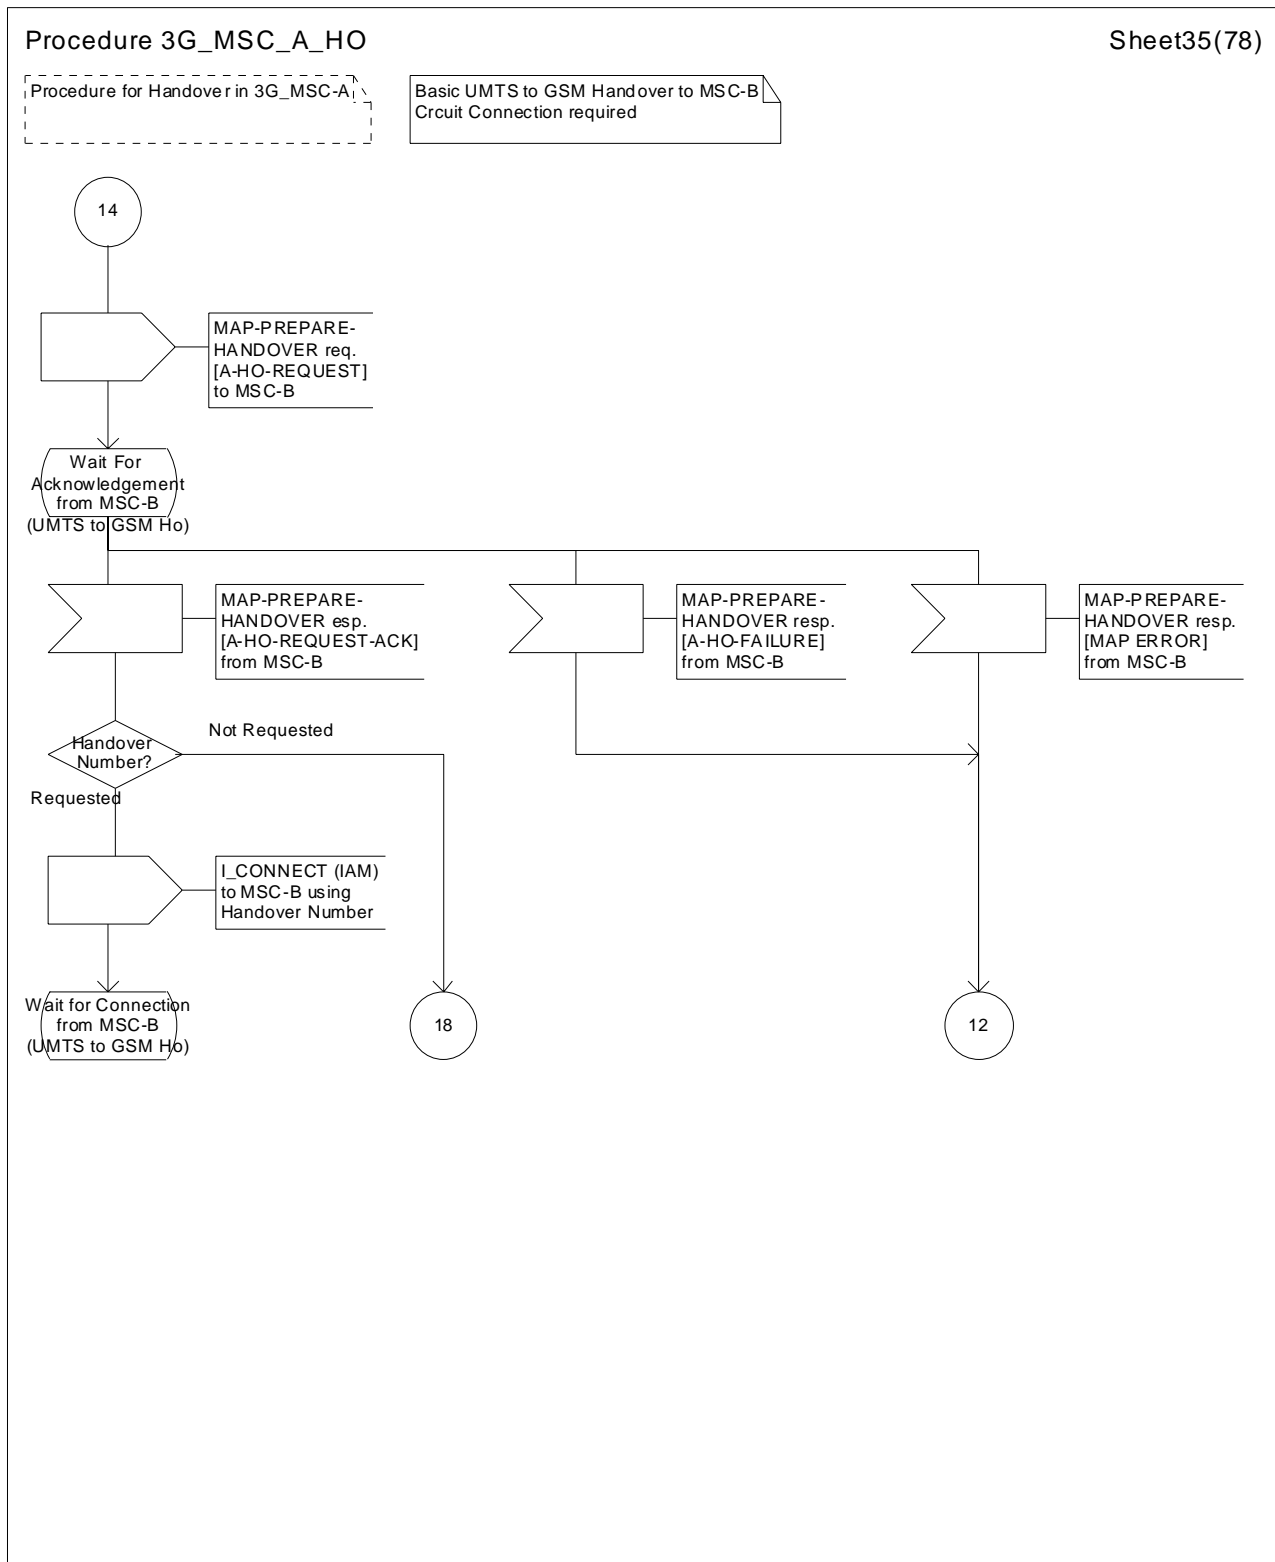 Procedure 3G_MSC_A_HO
Sheet35(78)
Procedure for Handover in 3G_MSC-A
Basic UMTS to GSM Handover to MSC-B
Crcuit Connection required
14
MAP-PREPARE-
HANDOVER req.
[A-HO-REQUEST]
to MSC-B
Wait For
Acknowledgement
from MSC-B
(UMTS to GSM Ho)
MAP-PREPARE-
HANDOVER esp.
[A-HO-REQUEST-ACK]
from MSC-B
MAP-PREPARE-
HANDOVER resp.
[A-HO-FAILURE]
from MSC-B
MAP-PREPARE-
HANDOVER resp.
[MAP ERROR]
from MSC-B
Handover
Number?
Not Requested
Requested
I_CONNECT (IAM)
to MSC-B using
Handover Number
Wait for Connection
from MSC-B
(UMTS to GSM Ho)
18
12